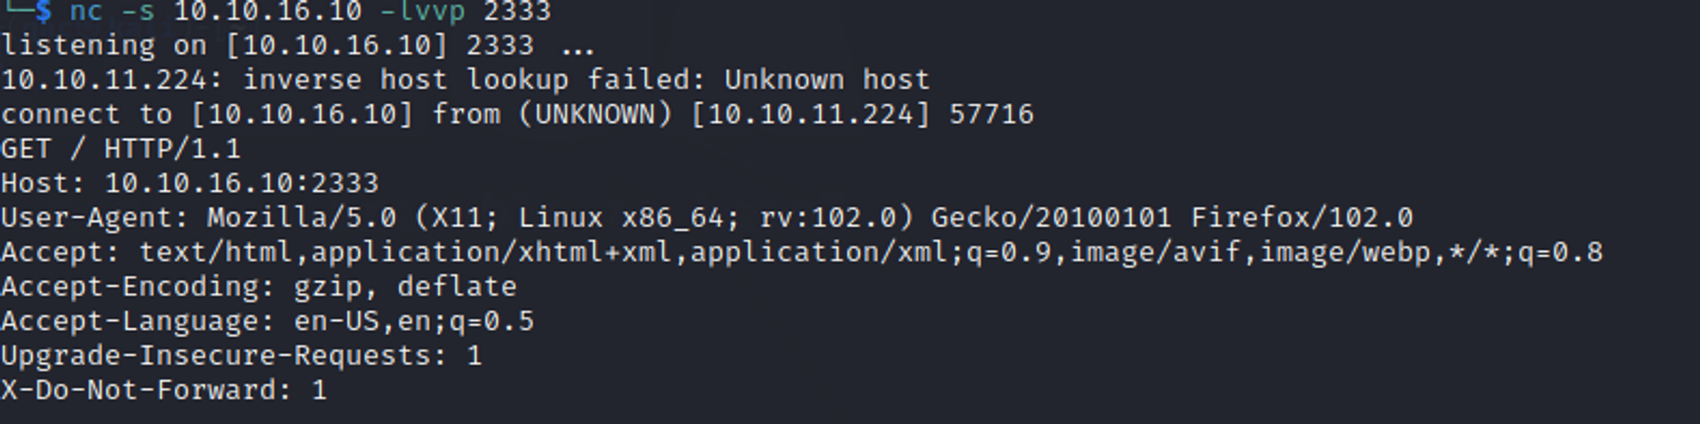 └─$ nc -s 10.10.16.10 -lvvp 2333
listening on [10.10.16.10] 2333 ...
10.10.11.224: inverse host lookup failed: Unknown host
connect to [10.10.16.10] from (UNKNOWN) [10.10.11.224] 57716
GET / HTTP/1.1
Host: 10.10.16.10:2333
User-Agent: Mozilla/5.0 (X11; Linux x86_64; rv:102.0) Gecko/20100101 Firefox/102.0
Accept: text/html,application/xhtml+xml,application/xml;q=0.9,image/avif,image/webp,*/*;q=0.8
Accept-Encoding: gzip, deflate
Accept-Language: en-US,en;q=0.5
Upgrade-Insecure-Requests: 1
X-Do-Not-Forward: 1